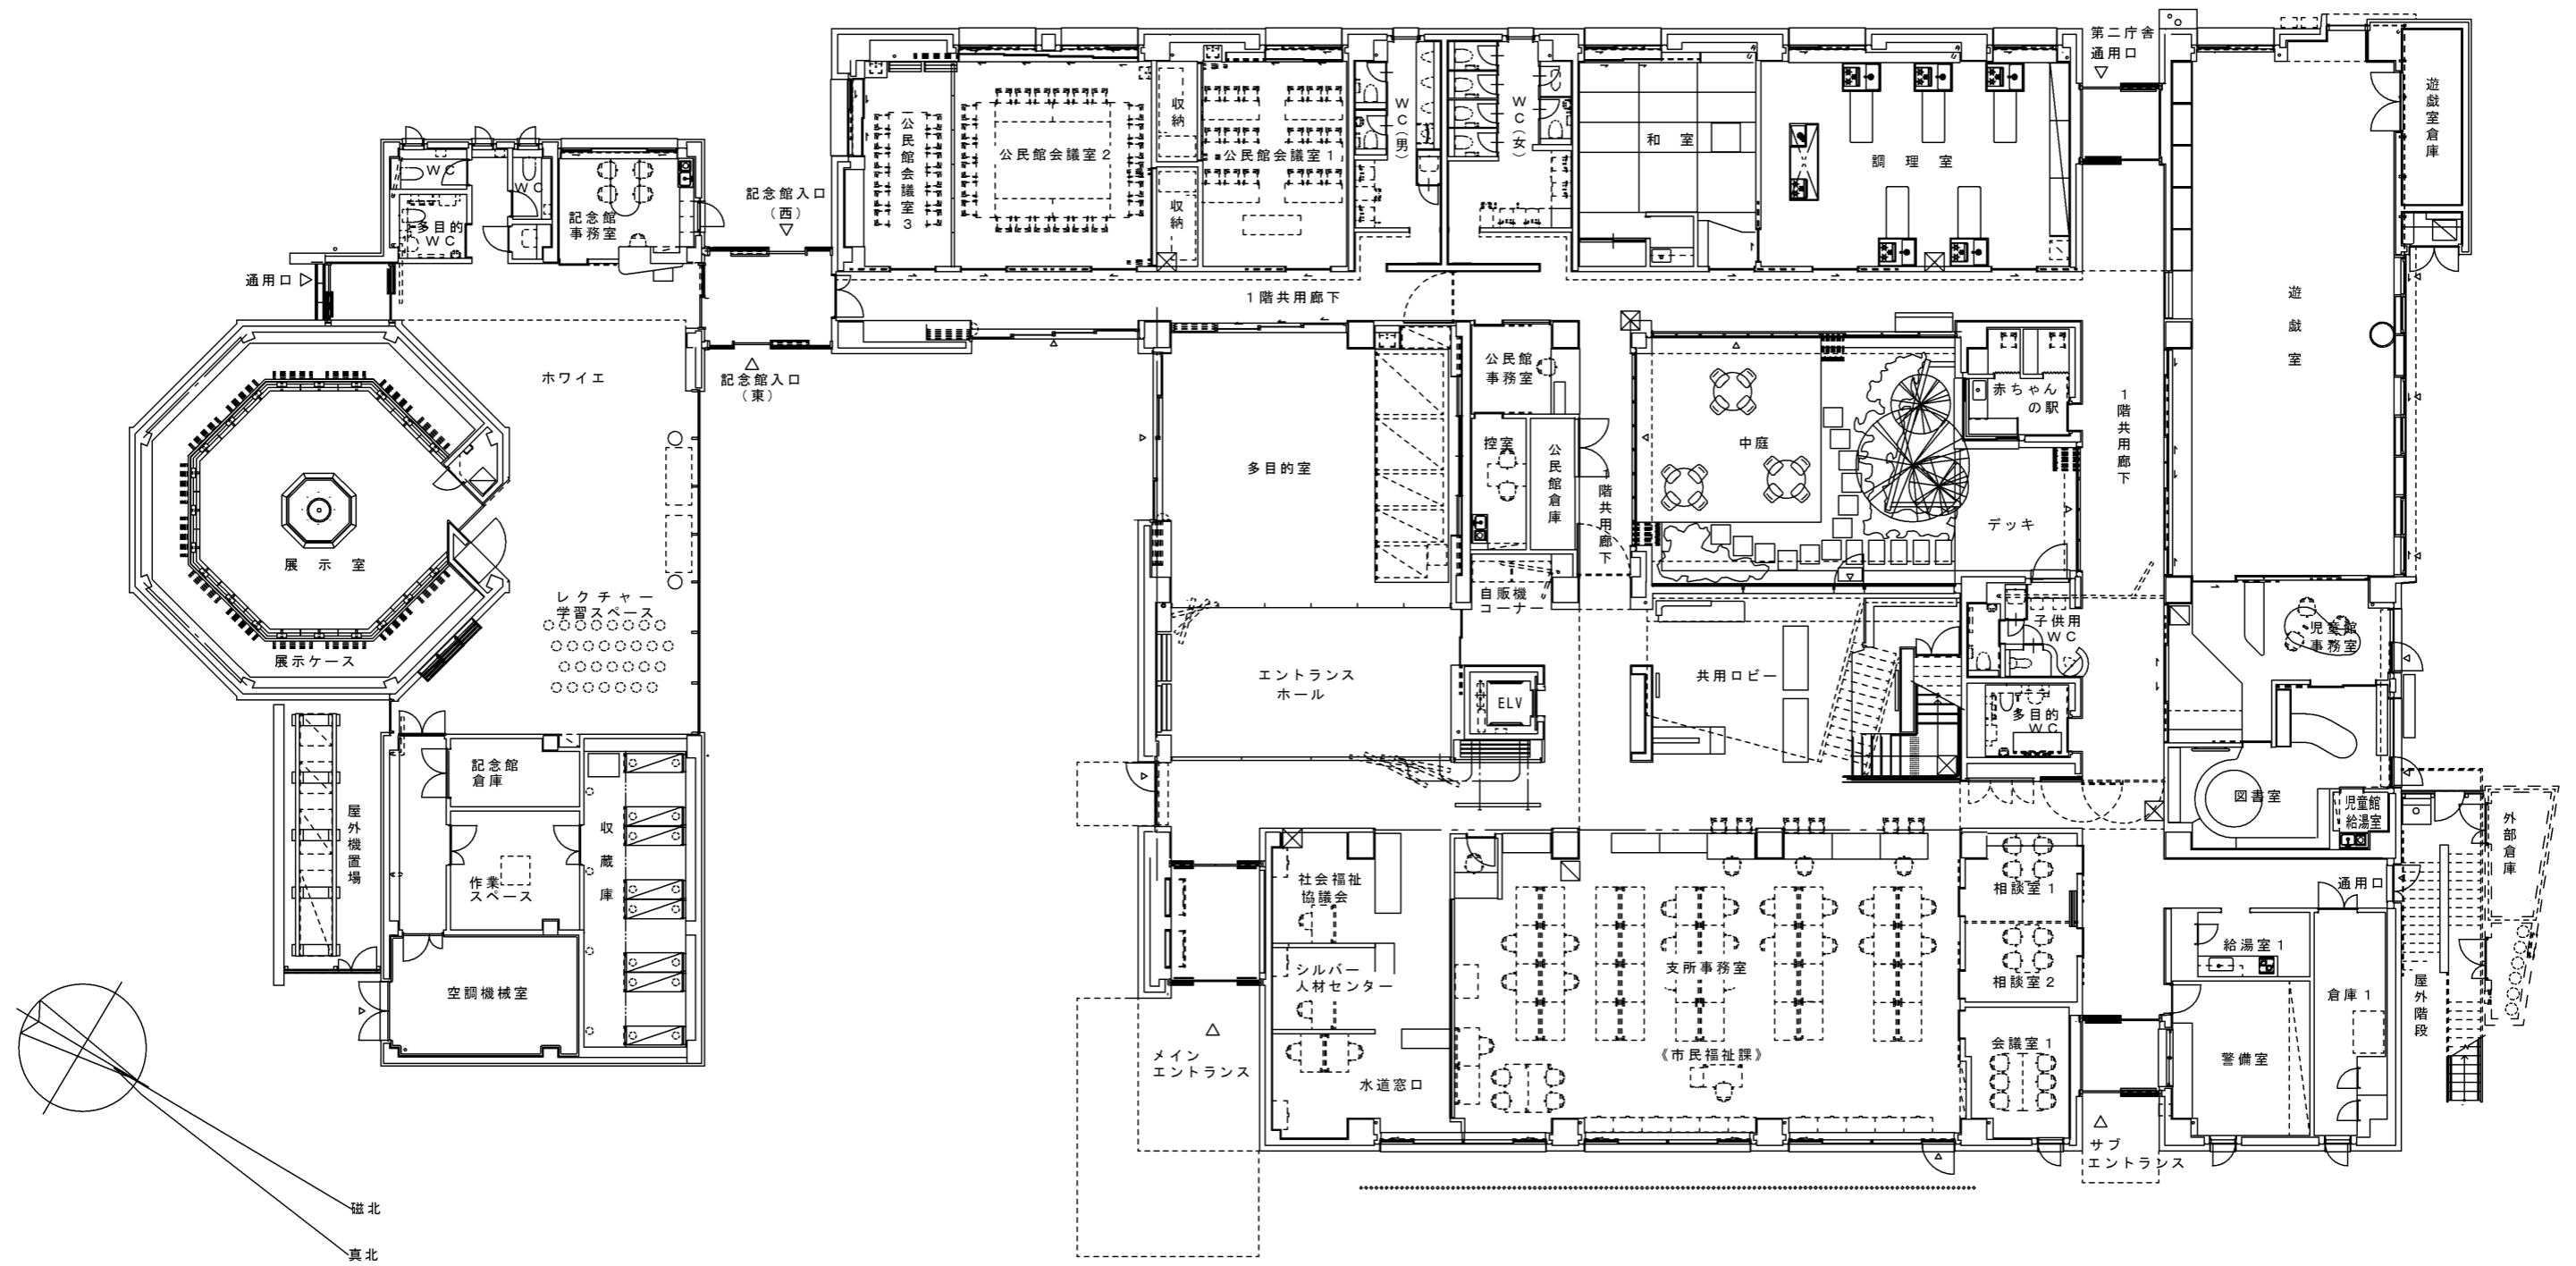 第二庁舎
通用口
遊戯室倉庫
公民館会議室3
公民館会議室2
収納
収納
公民館会議室1
WC(男)
WC(女)
和室
調理室
WC
WC
多目的
WC
記念館
事務室
記念館入口
(西)
通用口
1階共用廊下
遊戯室
ホワイエ
記念館入口
(東)
公民館
事務室
赤ちゃん
の駅
1階共用廊下
多目的室
控室
公民館倉庫
1階共用廊下
中庭
デッキ
展示室
レクチャー
学習スペース
自販機
コーナー
子供用
WC
児童館
事務室
展示ケース
エントランス
ホール
ELV
共用ロビー
多目的
WC
記念館
倉庫
屋外機置場
収蔵庫
作業
スペース
図書室
児童館
給湯室
外部倉庫
社会福祉
協議会
相談室1
通用口
シルバー
人材センター
支所事務室
相談室2
給湯室1
倉庫1
屋外階段
空調機械室
メイン
エントランス
水道窓口
《市民福祉課》
会議室1
警備室
サブ
エントランス
磁北
真北